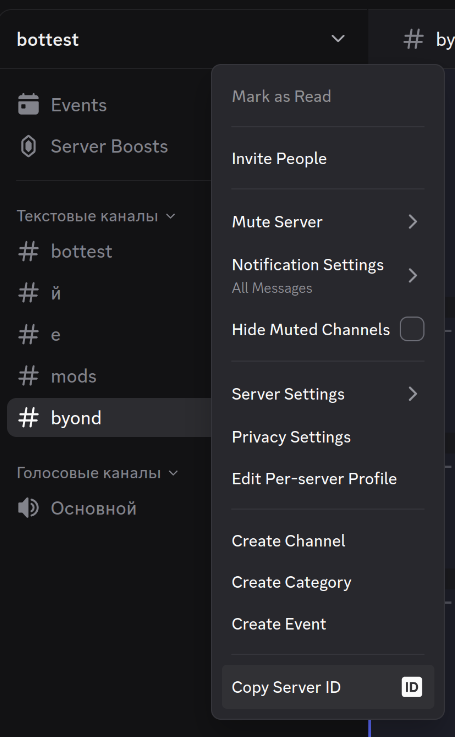 bottest
# by
Events
Server Boosts
Текстовые каналы
bottest
й
е
mods
byond
Голосовые каналы
Основной
Mark as Read
Invite People
Mute Server
Notification Settings
All Messages
Hide Muted Channels
Server Settings
Privacy Settings
Edit Per-server Profile
Create Channel
Create Category
Create Event
Copy Server ID
ID